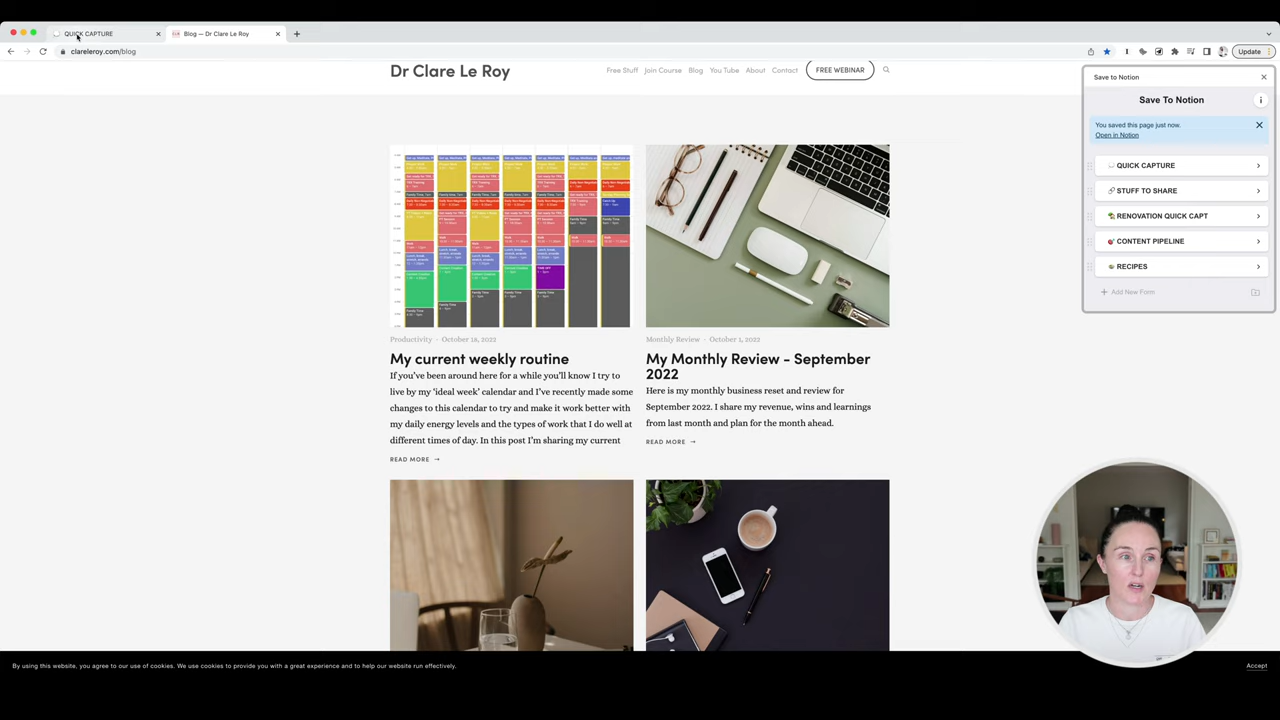 QUICK CAPTURE
Blog — Dr Clare Le Roy
clareleroy.com/blog
Update
Dr Clare Le Roy
Free Stuff Join Course Blog You Tube About Contact FREE WEBINAR
Save to Notion
Save To Notion
You saved this page just now.
Open in Notion
QUICK CAPTURE
STUFF TO SHARE
RENOVATION QUICK CAPT
CONTENT PIPELINE
RECIPES
Add New Form
Productivity · October 18, 2022
My current weekly routine
If you've been around here for a while you'll know I try to
live by my 'ideal week' calendar and I've recently made some
changes to this calendar to try and make it work better with
my daily energy levels and the types of work that I do well at
different times of day. In this post I'm sharing my current
READ MORE →
Monthly Review · October 1, 2022
My Monthly Review - September
2022
Here is my monthly business reset and review for
September 2022. I share my revenue, wins and learnings
from last month and plan for the month ahead.
READ MORE →
By using this website, you agree to our use of cookies. We use cookies to provide you with a great experience and to help our website run effectively.
Accept